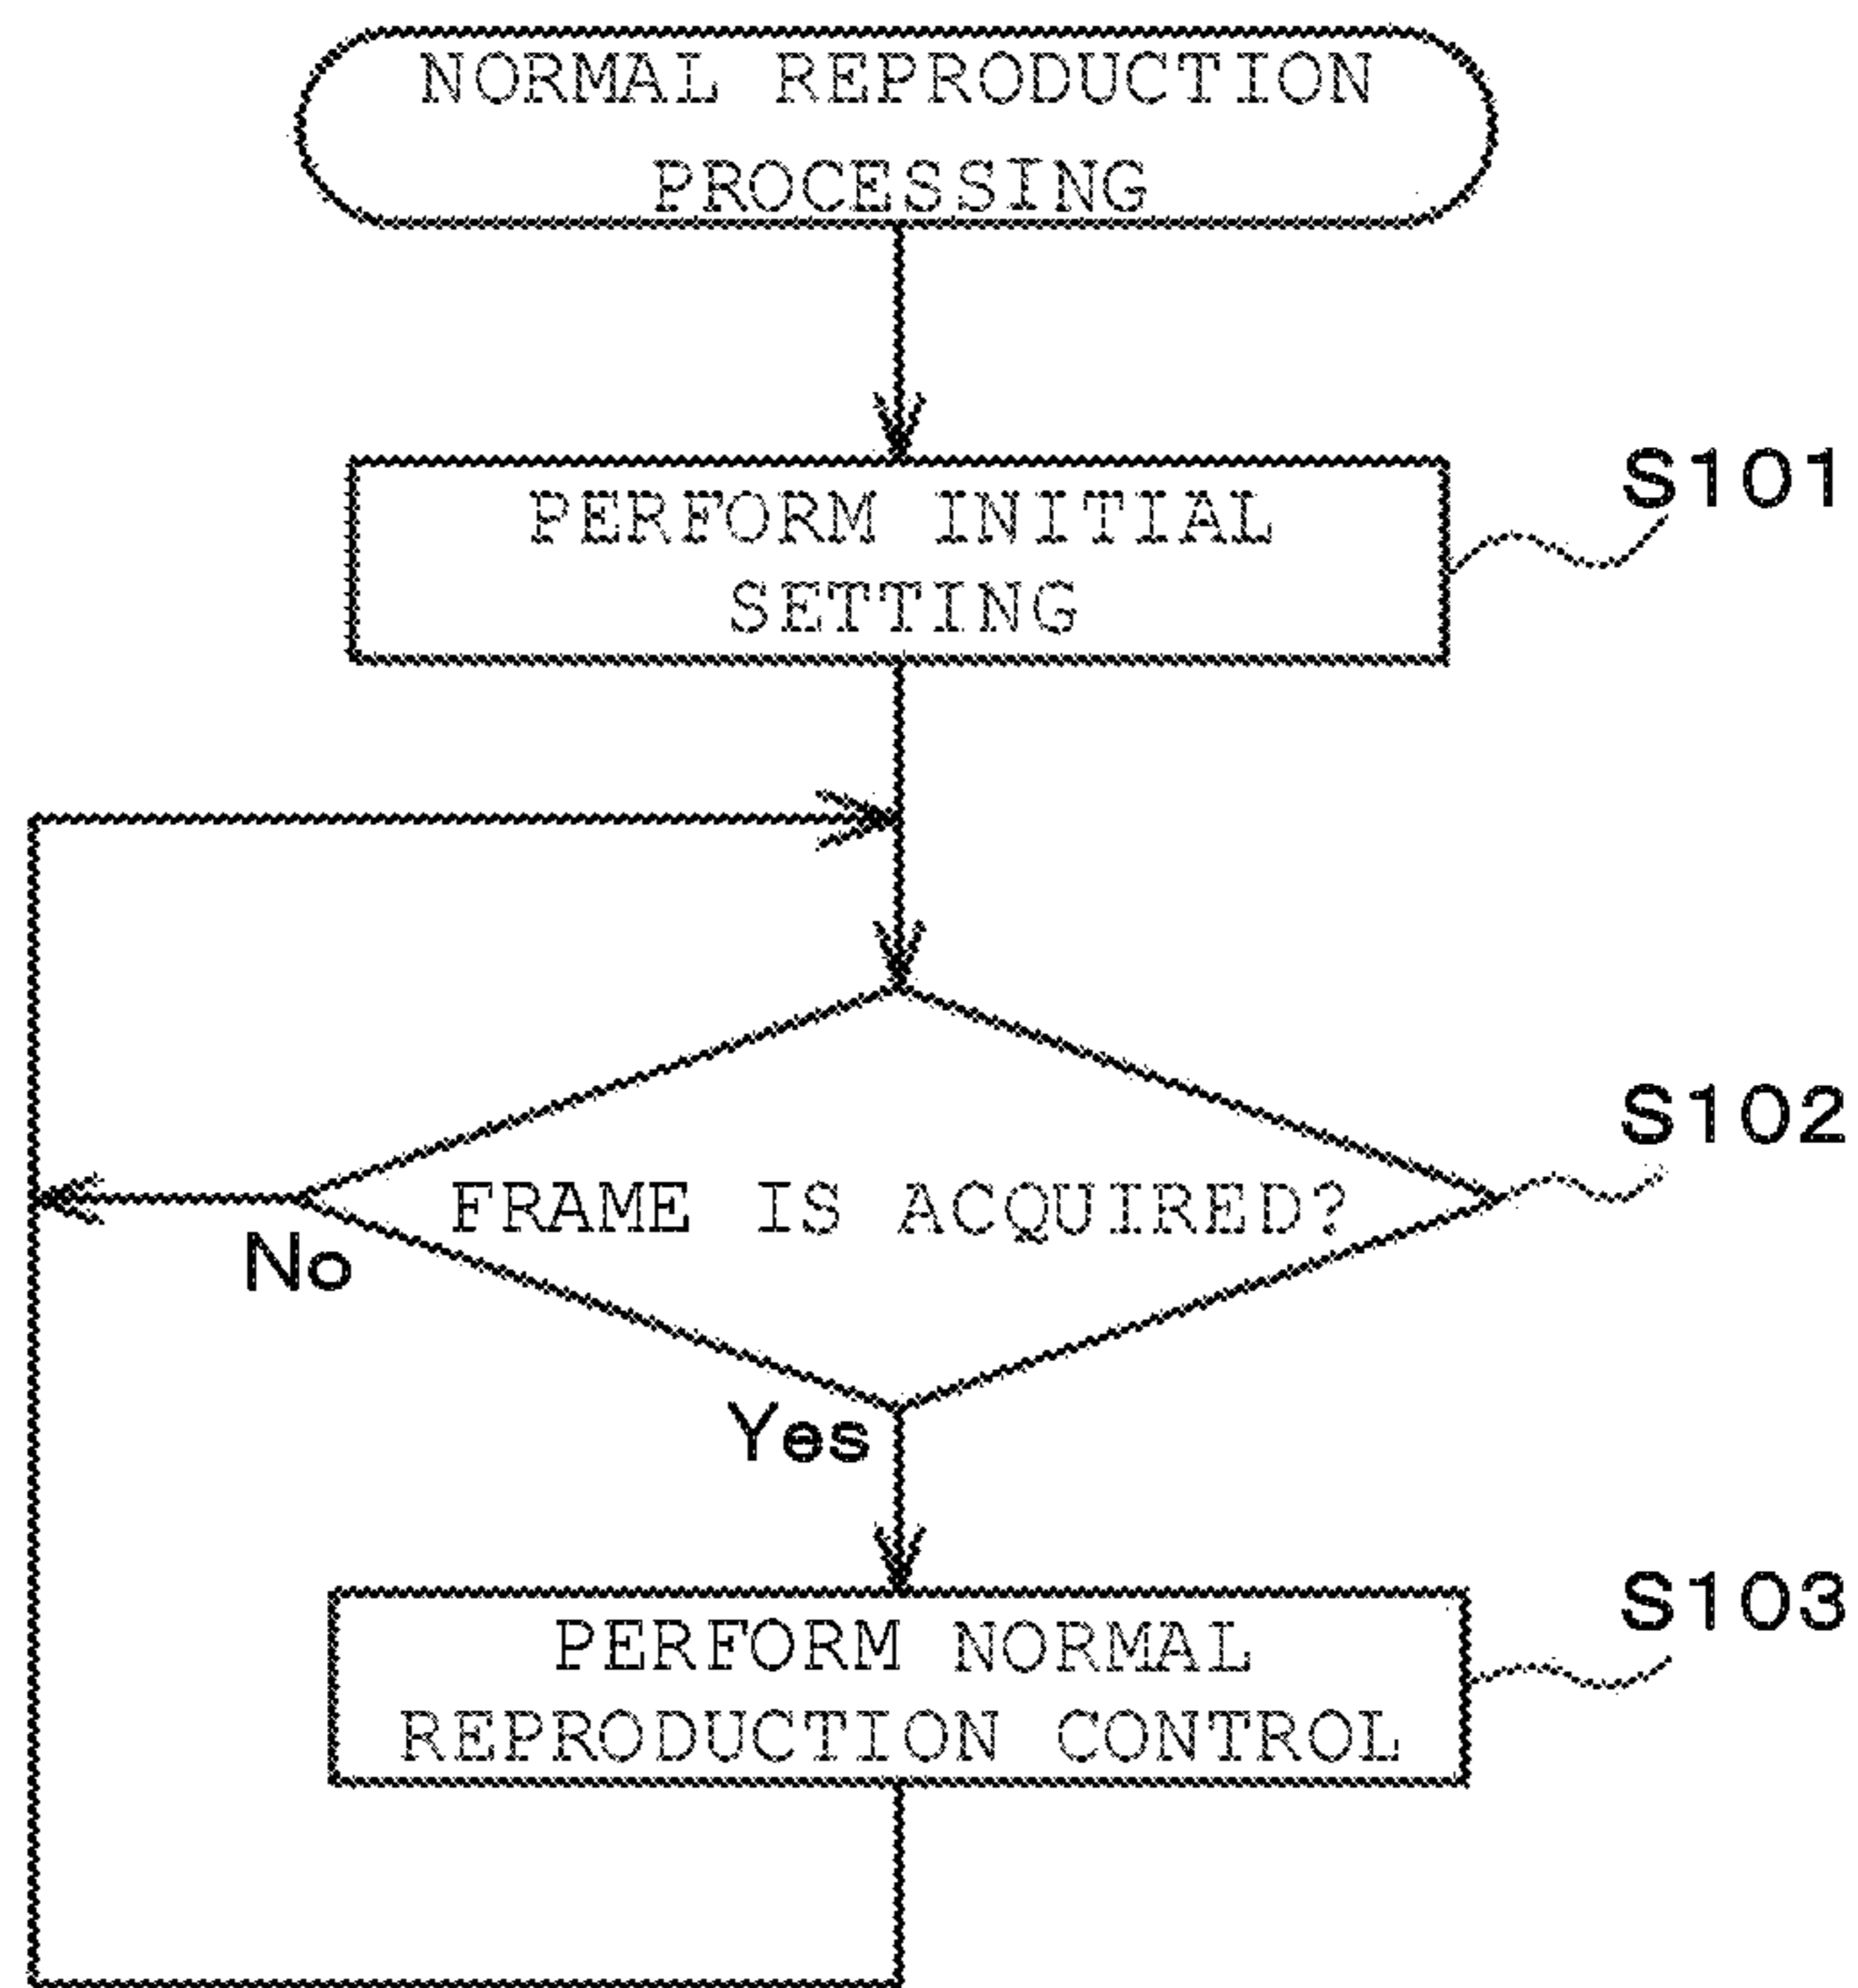 NORMAL REPRODUCTION
PROCESSING
PERFORM INITIAL
SETTING
S101
FRAME IS ACQUIRED?
S102
No
Yes
PERFORM NORMAL
REPRODUCTION CONTROL
S103